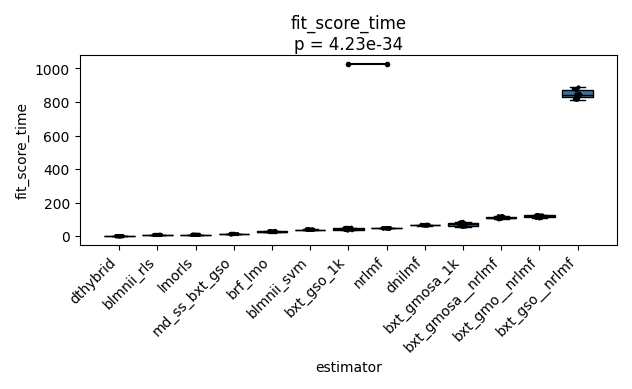 fit_score_time
p = 4.23e-34
fit_score_time
1000
800
600
400
200
0
dthybrid
blmnii_rls
lmorls
md_ss_bxt_gso
brf_lmo
blmnii_svm
bxt_gso_1k
nrlmf
dnilmf
bxt_gmosa_1k
bxt_gmosa__nrlmf
bxt_gmo__nrlmf
bxt_gso__nrlmf
estimator